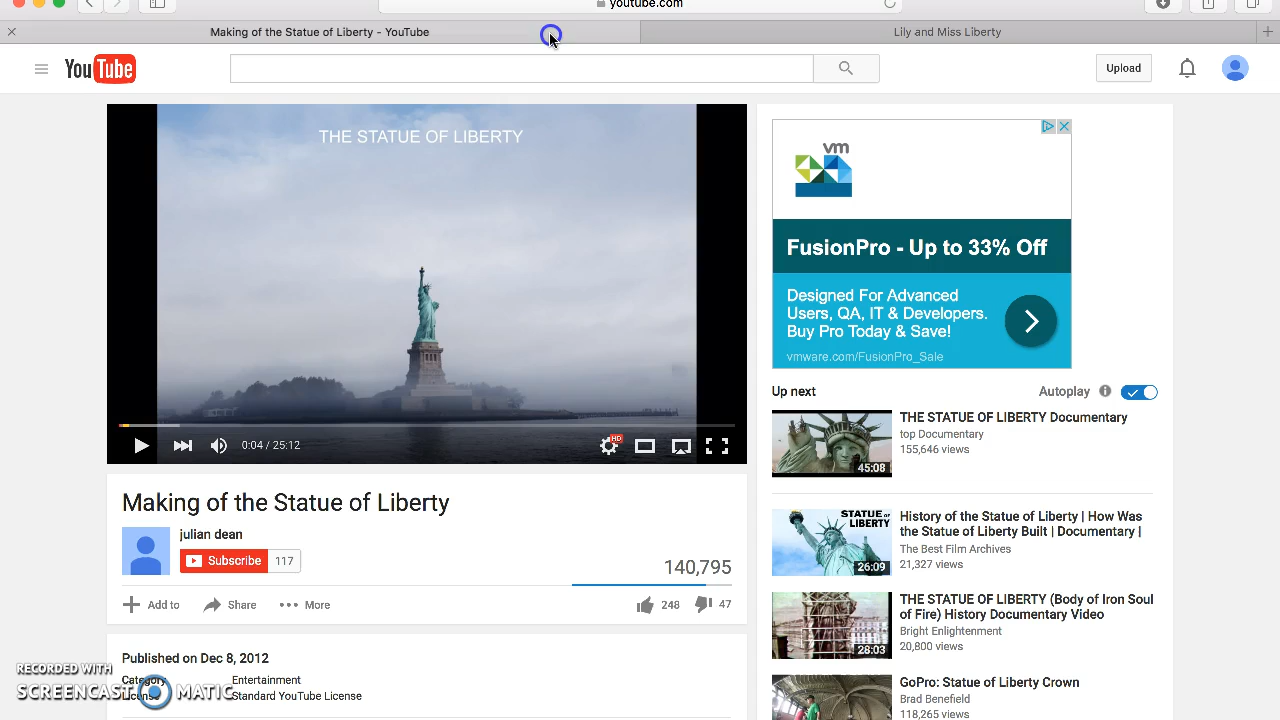 youtube.com
Making of the Statue of Liberty - YouTube
Lily and Miss Liberty
YouTube
Upload
THE STATUE OF LIBERTY
0:04 / 25:12
HD
Making of the Statue of Liberty
julian dean
Subscribe 117
140,795
Add to Share More 248 47
Published on Dec 8, 2012
Category Entertainment
Standard YouTube License
RECORDED WITH
SCREENCAST MATIC
vm
FusionPro - Up to 33% Off
Designed For Advanced
Users, QA, IT & Developers.
Buy Pro Today & Save!
vmware.com/FusionPro_Sale
Up next
Autoplay
THE STATUE OF LIBERTY Documentary
top Documentary
155,646 views
45:08
History of the Statue of Liberty | How Was
the Statue of Liberty Built | Documentary |
The Best Film Archives
21,327 views
STATUE OF
LIBERTY
26:09
THE STATUE OF LIBERTY (Body of Iron Soul
of Fire) History Documentary Video
Bright Enlightenment
20,800 views
28:03
GoPro: Statue of Liberty Crown
Brad Benefield
118,265 views